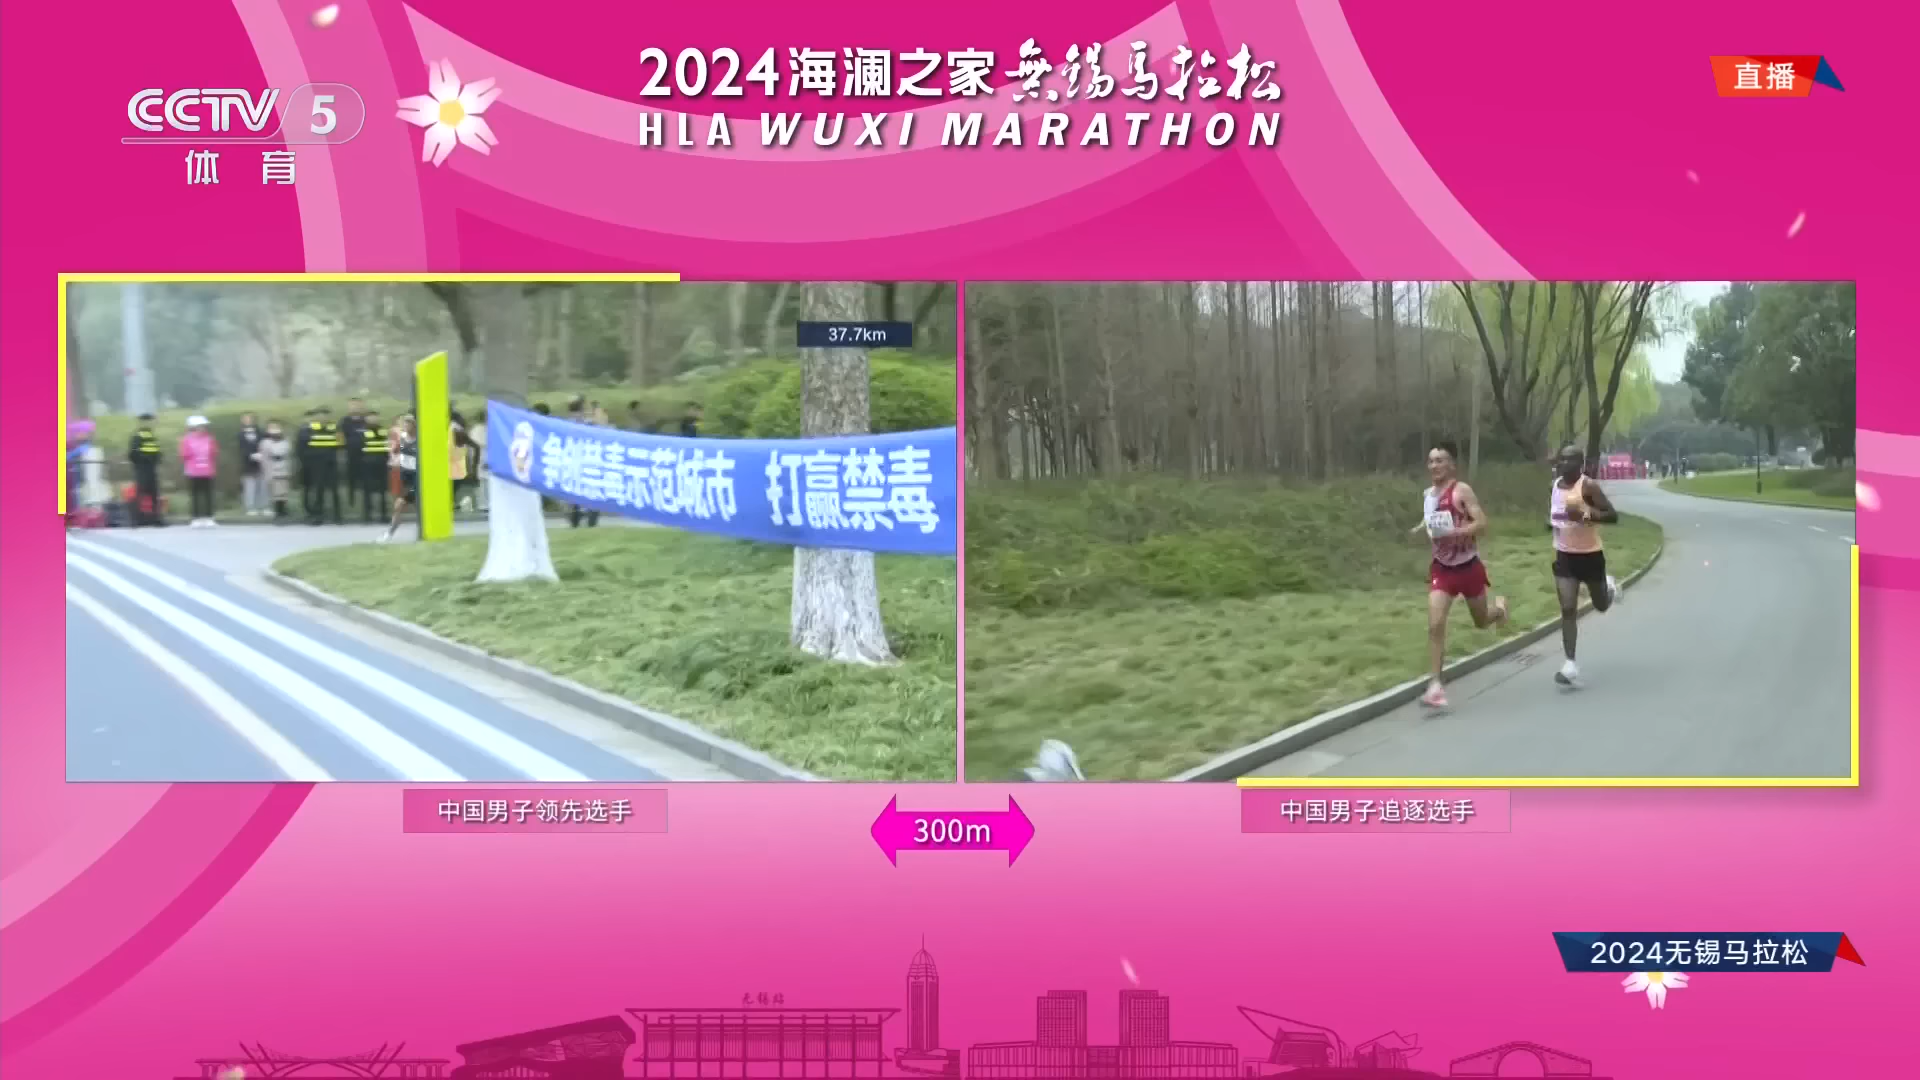 2024海澜之家無锡马拉松
HLA WUXI MARATHON
CCTV 5
体 育
直播
37.7km
争创禁毒示范城市 打赢禁毒
中国男子领先选手
300m
中国男子追逐选手
2024无锡马拉松
无锡站